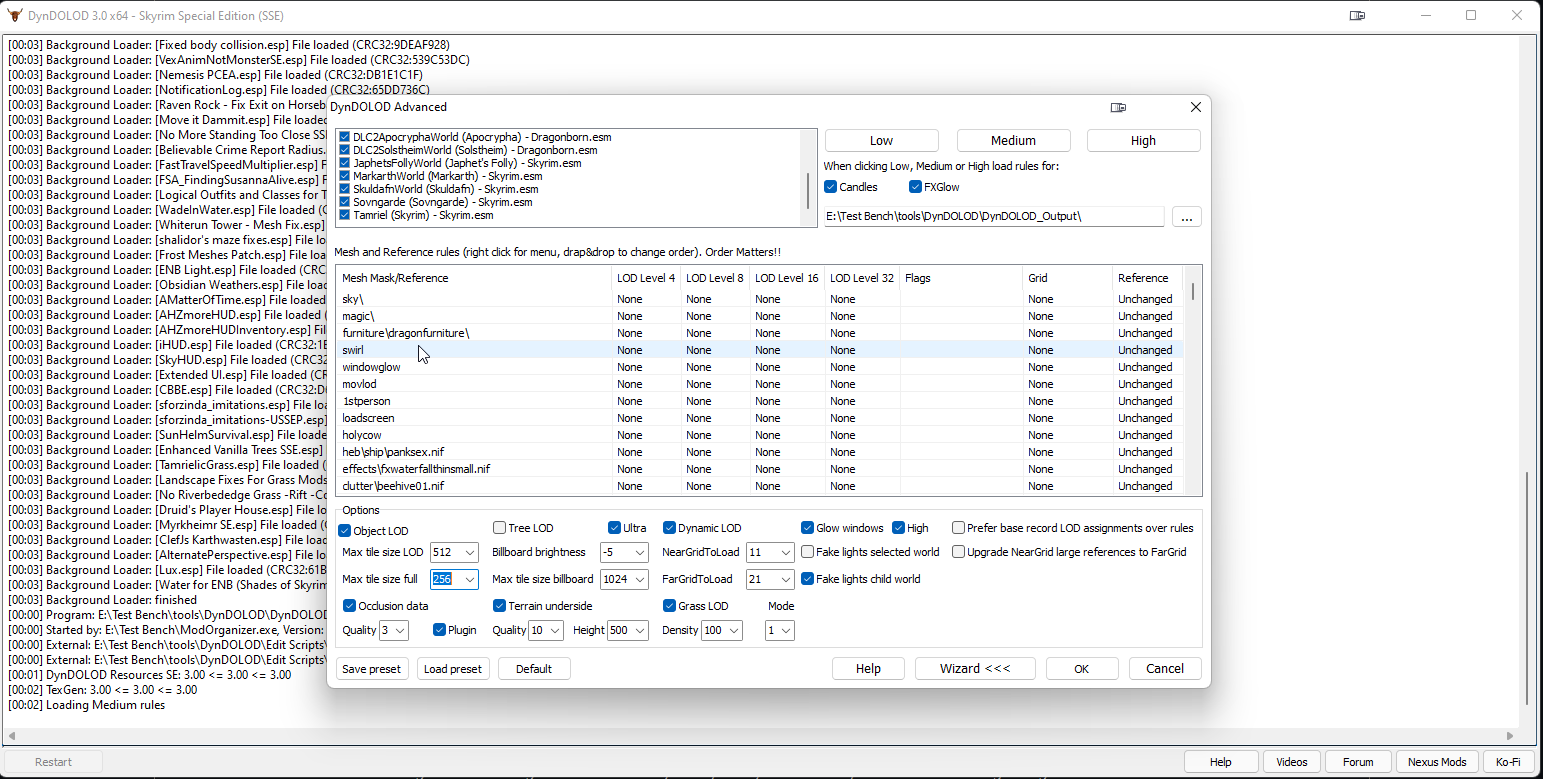 DynDOLOD 3.0 x64 - Skyrim Special Edition (SSE)
[00:03] Background Loader: [Fixed body collision.esp] File loaded (CRC32:9DEAF928)
[00:03] Background Loader: [VexAnimNotMonsterSE.esp] File loaded (CRC32:539C53DC)
[00:03] Background Loader: [Nemesis PCEA.esp] File loaded (CRC32:DB1E1C1F)
[00:03] Background Loader: [NotificationLog.esp] File loaded (CRC32:65DD736C)
[00:03] Background Loader: [Raven Rock - Fix Exit on Horseb
[00:03] Background Loader: [Move it Dammit.esp] File loaded
[00:03] Background Loader: [No More Standing Too Close SS
[00:03] Background Loader: [Believable Crime Report Radius.
[00:03] Background Loader: [FastTravelSpeedMultiplier.esp] F
[00:03] Background Loader: [FSA_FindingSusannaAlive.esp] F
[00:03] Background Loader: [Logical Outfits and Classes for T
[00:03] Background Loader: [WadeInWater.esp] File loaded (C
[00:03] Background Loader: [Whiterun Tower - Mesh Fix.esp]
[00:03] Background Loader: [shalidor's maze fixes.esp] File lo
[00:03] Background Loader: [Frost Meshes Patch.esp] File loa
[00:03] Background Loader: [ENB Light.esp] File loaded (CRC
[00:03] Background Loader: [Obsidian Weathers.esp] File loa
[00:03] Background Loader: [AMatterOfTime.esp] File loaded
[00:03] Background Loader: [AHZmoreHUD.esp] File loaded (
[00:03] Background Loader: [AHZmoreHUDInventory.esp] Fi
[00:03] Background Loader: [iHUD.esp] File loaded (CRC32:1E
[00:03] Background Loader: [SkyHUD.esp] File loaded (CRC32
[00:03] Background Loader: [Extended UI.esp] File loaded (CR
[00:03] Background Loader: [CBBE.esp] File loaded (CRC32:D
[00:03] Background Loader: [sforzinda_imitations.esp] File loa
[00:03] Background Loader: [sforzinda_imitations-USSEP.esp]
[00:03] Background Loader: [SunHelmSurvival.esp] File loade
[00:03] Background Loader: [Enhanced Vanilla Trees SSE.esp]
[00:03] Background Loader: [TamrielicGrass.esp] File loaded (
[00:03] Background Loader: [Landscape Fixes For Grass Mods
[00:03] Background Loader: [No Riverbededge Grass -Rift -Co
[00:03] Background Loader: [Druid's Player House.esp] File loa
[00:03] Background Loader: [Myrkheimr SE.esp] File loaded (C
[00:03] Background Loader: [ClefJs Karthwasten.esp] File load
[00:03] Background Loader: [AlternatePerspective.esp] File loa
[00:03] Background Loader: [Lux.esp] File loaded (CRC32:61B
[00:03] Background Loader: [Water for ENB (Shades of Skyrim
[00:03] Background Loader: finished
[00:00] Program: E:\Test Bench\tools\DynDOLOD\DynDOLOD
[00:00] Started by: E:\Test Bench\ModOrganizer.exe, Version:
[00:00] External: E:\Test Bench\tools\DynDOLOD\Edit Scripts\
[00:00] External: E:\Test Bench\tools\DynDOLOD\Edit Scripts\
[00:01] DynDOLOD Resources SE: 3.00 <= 3.00 <= 3.00
[00:02] TexGen: 3.00 <= 3.00 <= 3.00
[00:02] Loading Medium rules
DynDOLOD Advanced
DLC2ApocryphaWorld (Apocrypha) - Dragonborn.esm
DLC2SolstheimWorld (Solstheim) - Dragonborn.esm
JaphetsFollyWorld (Japhet's Folly) - Skyrim.esm
MarkarthWorld (Markarth) - Skyrim.esm
SkuldafnWorld (Skuldafn) - Skyrim.esm
Sovngarde (Sovngarde) - Skyrim.esm
Tamriel (Skyrim) - Skyrim.esm
Low Medium High
When clicking Low, Medium or High load rules for:
Candles FXGlow
E:\Test Bench\tools\DynDOLOD\DynDOLOD_Output\ ...
Mesh and Reference rules (right click for menu, drap&drop to change order). Order Matters!!
Mesh Mask/Reference LOD Level 4 LOD Level 8 LOD Level 16 LOD Level 32 Flags Grid Reference
sky\ None None None None None Unchanged
magic\ None None None None None Unchanged
furniture\dragonfurniture\ None None None None None Unchanged
swirl None None None None None Unchanged
windowglow None None None None None Unchanged
movlod None None None None None Unchanged
1stperson None None None None None Unchanged
loadscreen None None None None None Unchanged
holycow None None None None None Unchanged
heb\ship\panksex.nif None None None None None Unchanged
effects\fxwaterfallthinsmall.nif None None None None None Unchanged
clutter\beehive01.nif None None None None None Unchanged
Options
Object LOD Tree LOD Ultra Dynamic LOD Glow windows High Prefer base record LOD assignments over rules
Max tile size LOD 512 Billboard brightness -5 NearGridToLoad 11 Fake lights selected world Upgrade NearGrid large references to FarGrid
Max tile size full 256 Max tile size billboard 1024 FarGridToLoad 21 Fake lights child world
Occlusion data Terrain underside Grass LOD Mode
Quality 3 Plugin Quality 10 Height 500 Density 100 1
Save preset Load preset Default Help Wizard <<< OK Cancel
Restart Help Videos Forum Nexus Mods Ko-Fi